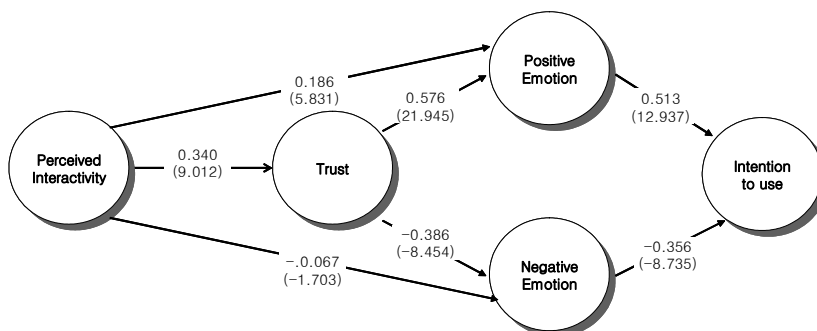 Positive
Emotion
0.186
(5.831)
0.576
(21.945)
0.513
(12.937)
Perceived
Interactivity
0.340
(9.012)
Trust
Intention
to use
-0.386
(-8.454)
-.0.067
(-1.703)
Negative
Emotion
-0.356
(-8.735)